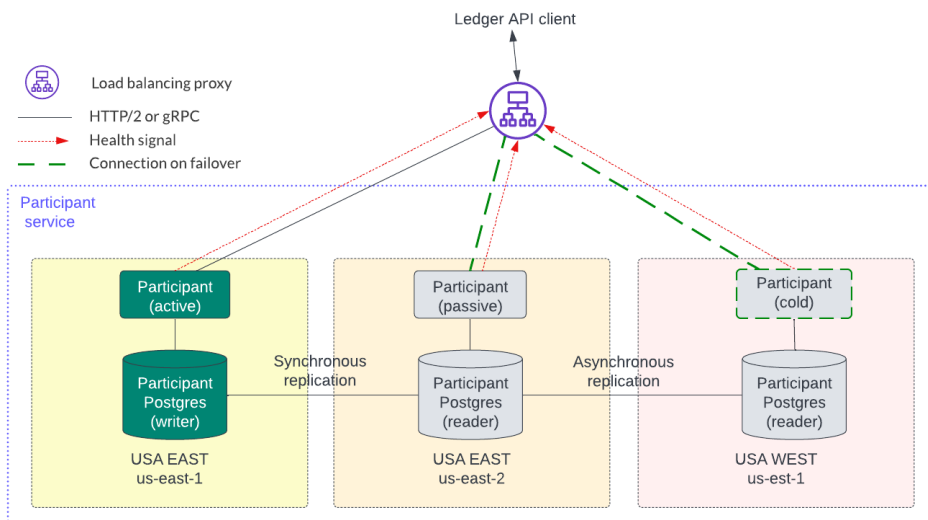 Ledger API client
Load balancing proxy
HTTP/2 or gRPC
Health signal
Connection on failover
Participant
service
Participant
(active)
Participant
(passive)
Participant
(cold)
Synchronous
replication
Asynchronous
replication
Participant
Postgres
(writer)
Participant
Postgres
(reader)
Participant
Postgres
(reader)
USA EAST
us-east-1
USA EAST
us-east-2
USA WEST
us-est-1